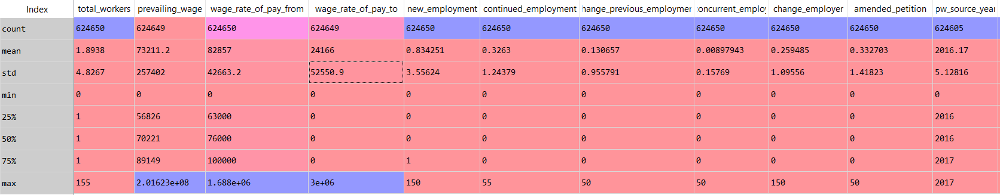 Index total_workers prevailing_wage wage_rate_of_pay_from wage_rate_of_pay_to new_employment continued_employment hange_previous_employmer oncurrent_employ change_employer amended_petition pw_source_year
count 624650 624649 624650 624649 624650 624650 624650 624650 624650 624650 624605
mean 1.8938 73211.2 82857 24166 0.834251 0.3263 0.130657 0.00897943 0.259485 0.332703 2016.17
std 4.8267 257402 42663.2 52550.9 3.55624 1.24379 0.955791 0.15769 1.09556 1.41823 5.12816
min 0 0 0 0 0 0 0 0 0 0 0
25% 1 56826 63000 0 0 0 0 0 0 0 2016
50% 1 70221 76000 0 0 0 0 0 0 0 2016
75% 1 89149 100000 0 1 0 0 0 0 0 2017
max 155 2.01623e+08 1.688e+06 3e+06 150 55 50 50 150 50 2017